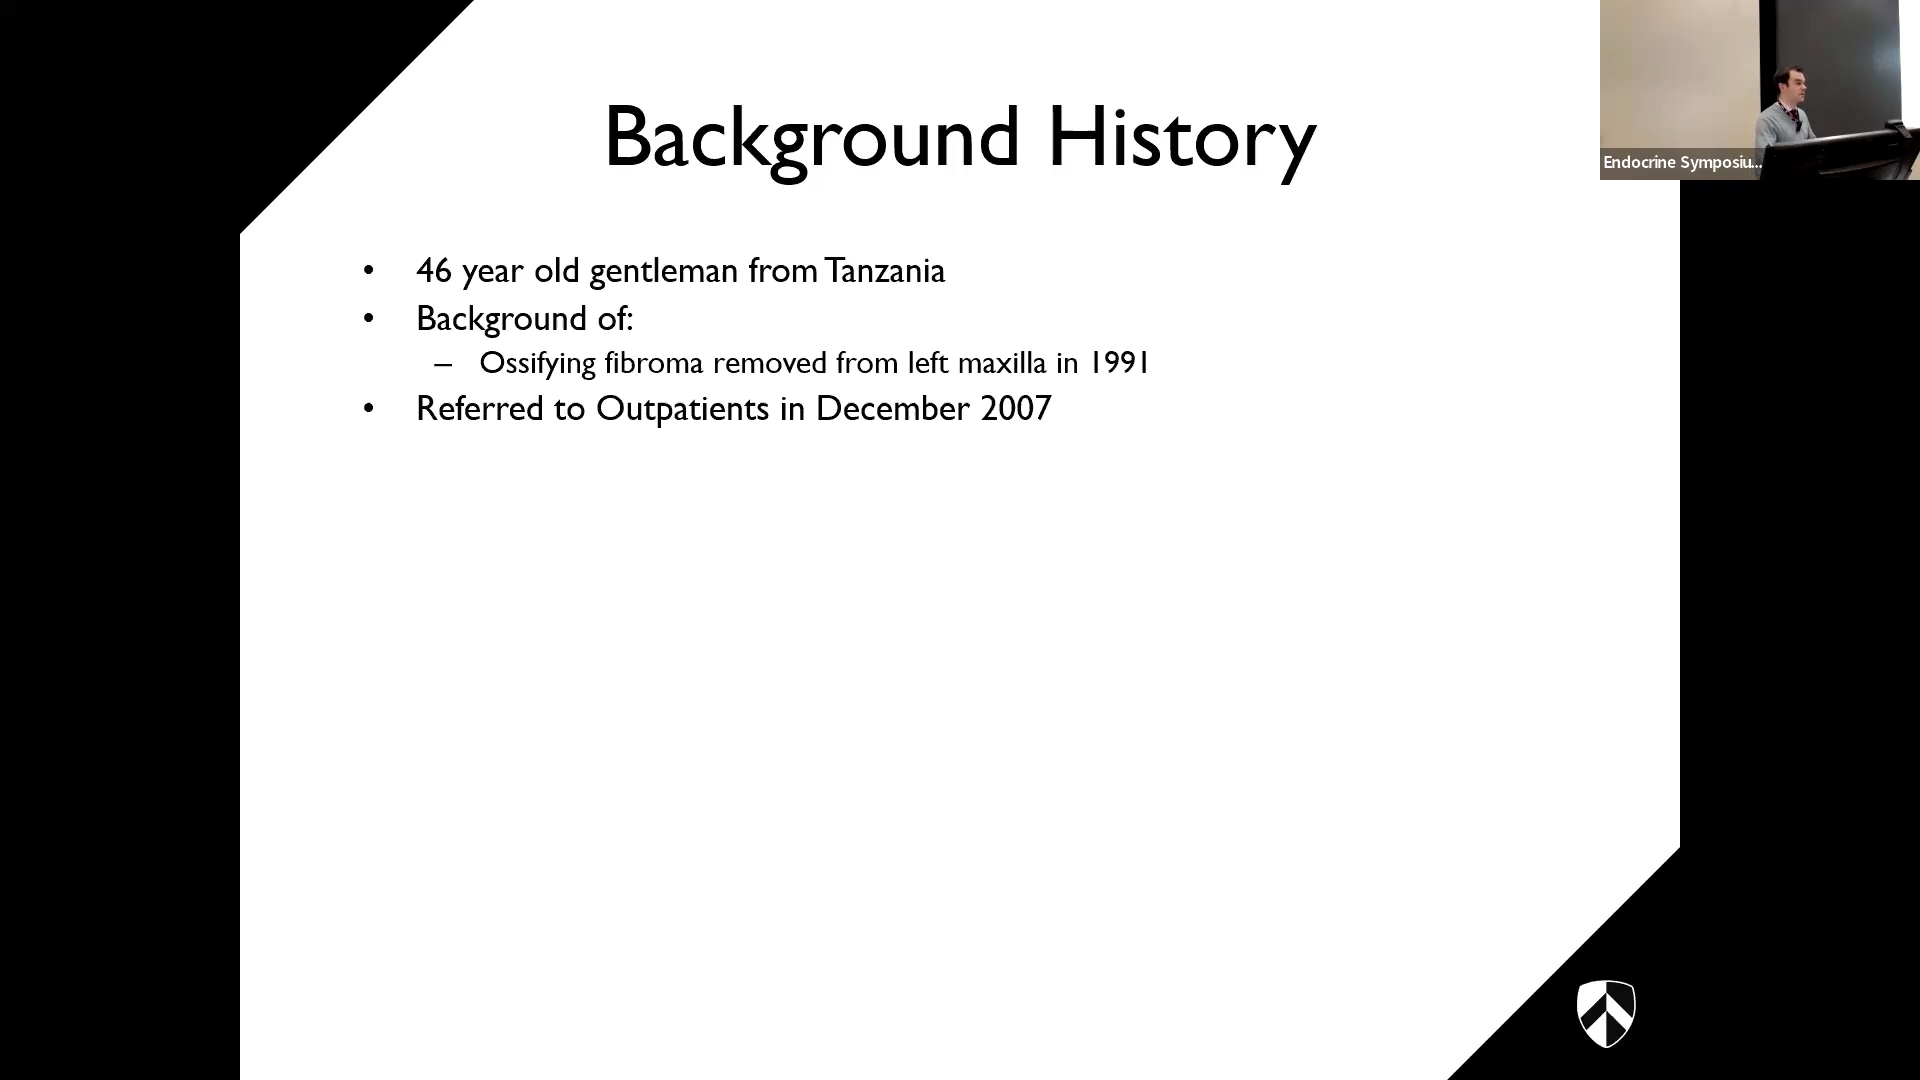 Background History
Endocrine Symposiu...
• 46 year old gentleman from Tanzania
• Background of:
– Ossifying fibroma removed from left maxilla in 1991
• Referred to Outpatients in December 2007